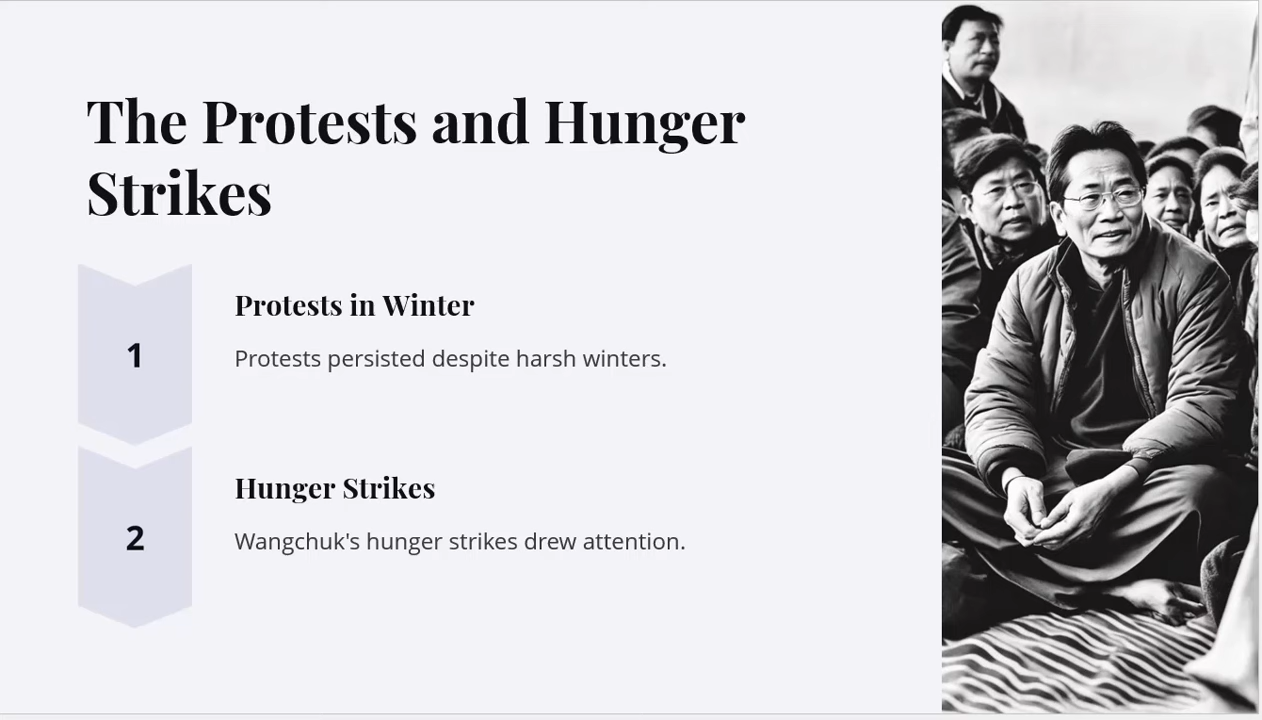 The Protests and Hunger
Strikes
1
Protests in Winter
Protests persisted despite harsh winters.
2
Hunger Strikes
Wangchuk's hunger strikes drew attention.